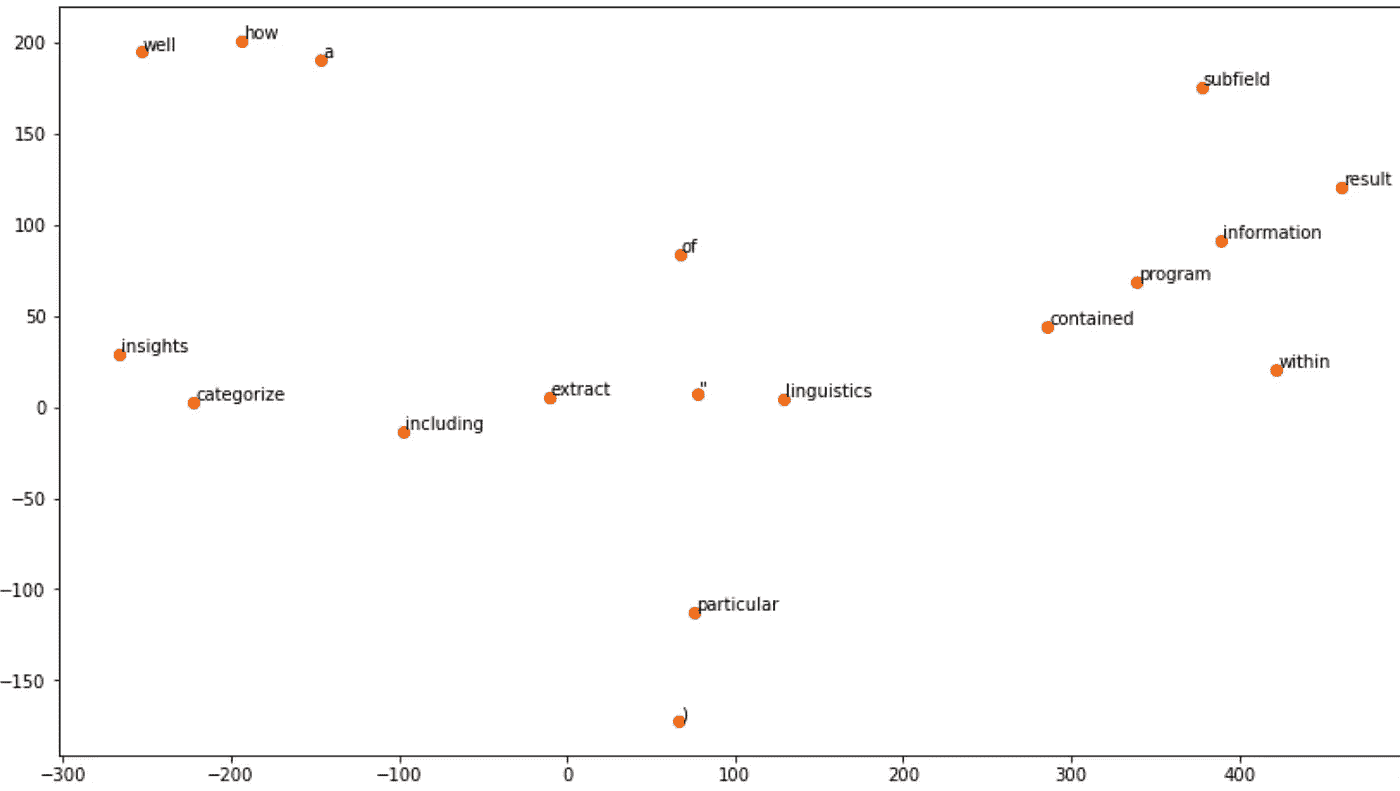 how
well
a
200
subfield
150
result
100
information
of
program
50
contained
insights
within
categorize
extract
"
linguistics
0
including
−50
−100
particular
−150
)
−300
−200
−100
0
100
200
300
400